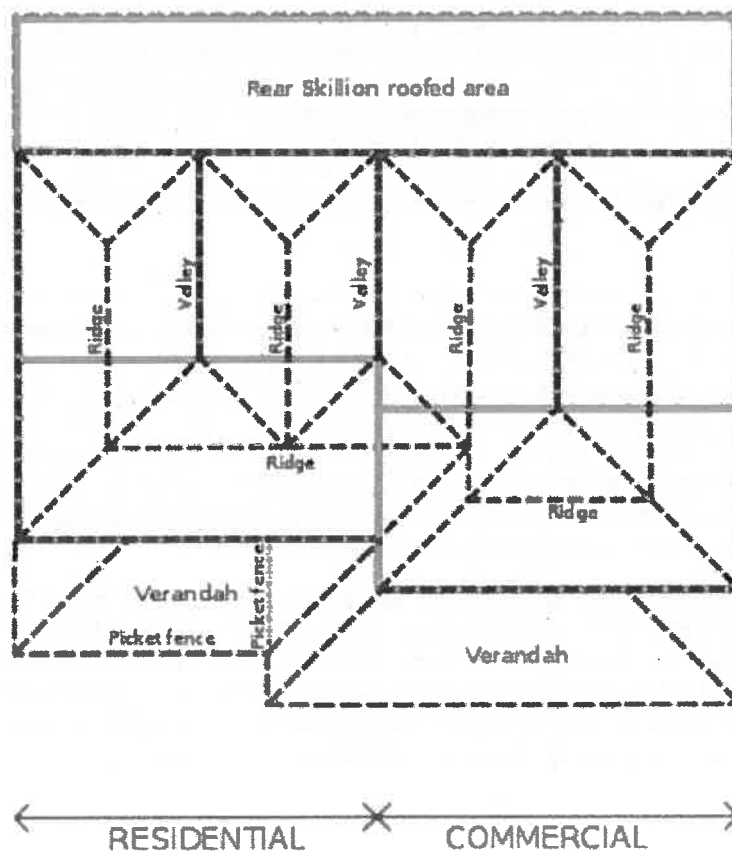 Rear Skillion roofed area
Ridge
Valley
Ridge
Valley
Ridge
Valley
Ridge
Ridge
Ridge
Verandah
Picket fence
Picket fence
Verandah
RESIDENTIAL
COMMERCIAL